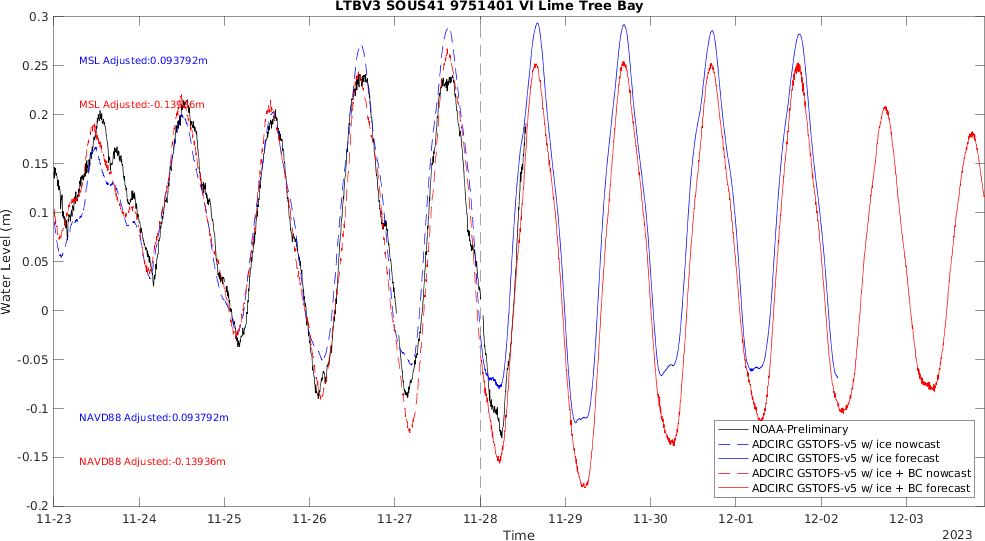 LTBV3 SOUS41 9751401 VI Lime Tree Bay
Water Level (m)
0.3
0.25
0.2
0.15
0.1
0.05
0
-0.05
-0.1
-0.15
-0.2
MSL Adjusted:0.093792m
MSL Adjusted:-0.13936m
NAVD88 Adjusted:0.093792m
NAVD88 Adjusted:-0.13936m
NOAA-Preliminary
ADCIRC GSTOFS-v5 w/ ice nowcast
ADCIRC GSTOFS-v5 w/ ice forecast
ADCIRC GSTOFS-v5 w/ ice + BC nowcast
ADCIRC GSTOFS-v5 w/ ice + BC forecast
11-23 11-24 11-25 11-26 11-27 11-28 11-29 11-30 12-01 12-02 12-03
Time
2023